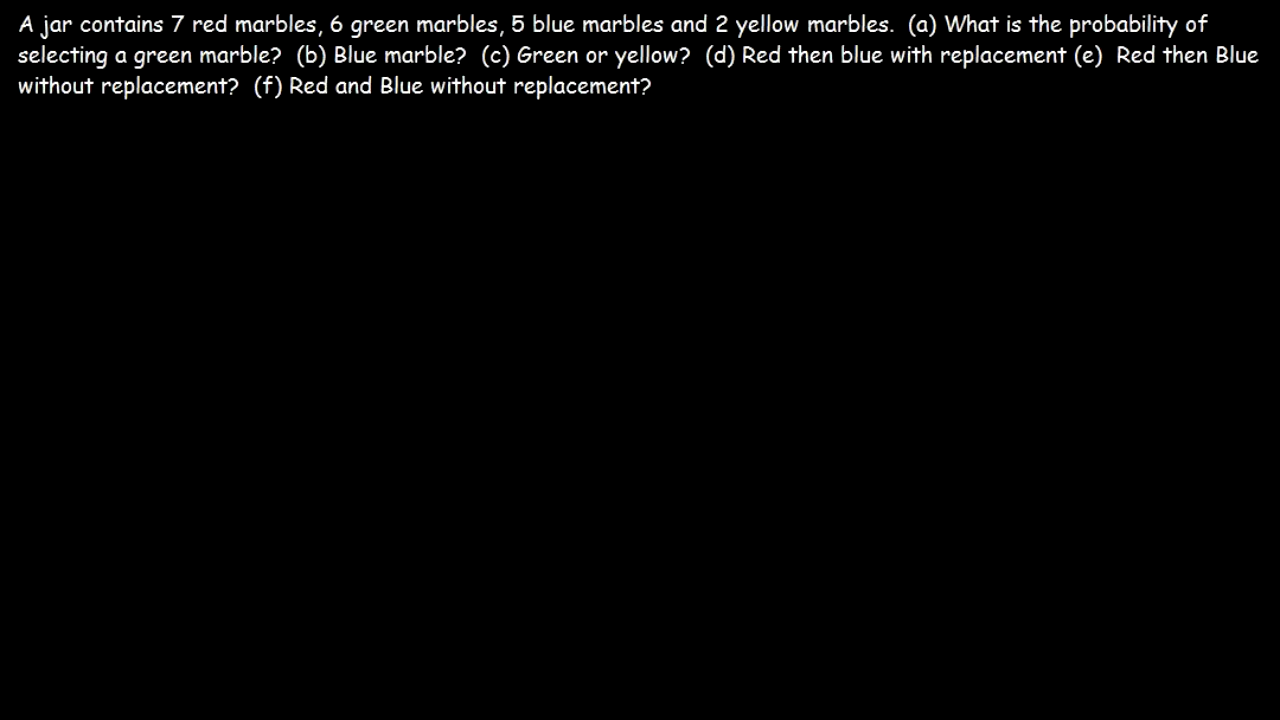 A jar contains 7 red marbles, 6 green marbles, 5 blue marbles and 2 yellow marbles.  (a) What is the probability of
selecting a green marble?  (b) Blue marble?  (c) Green or yellow?  (d) Red then blue with replacement (e)  Red then Blue
without replacement?  (f) Red and Blue without replacement?